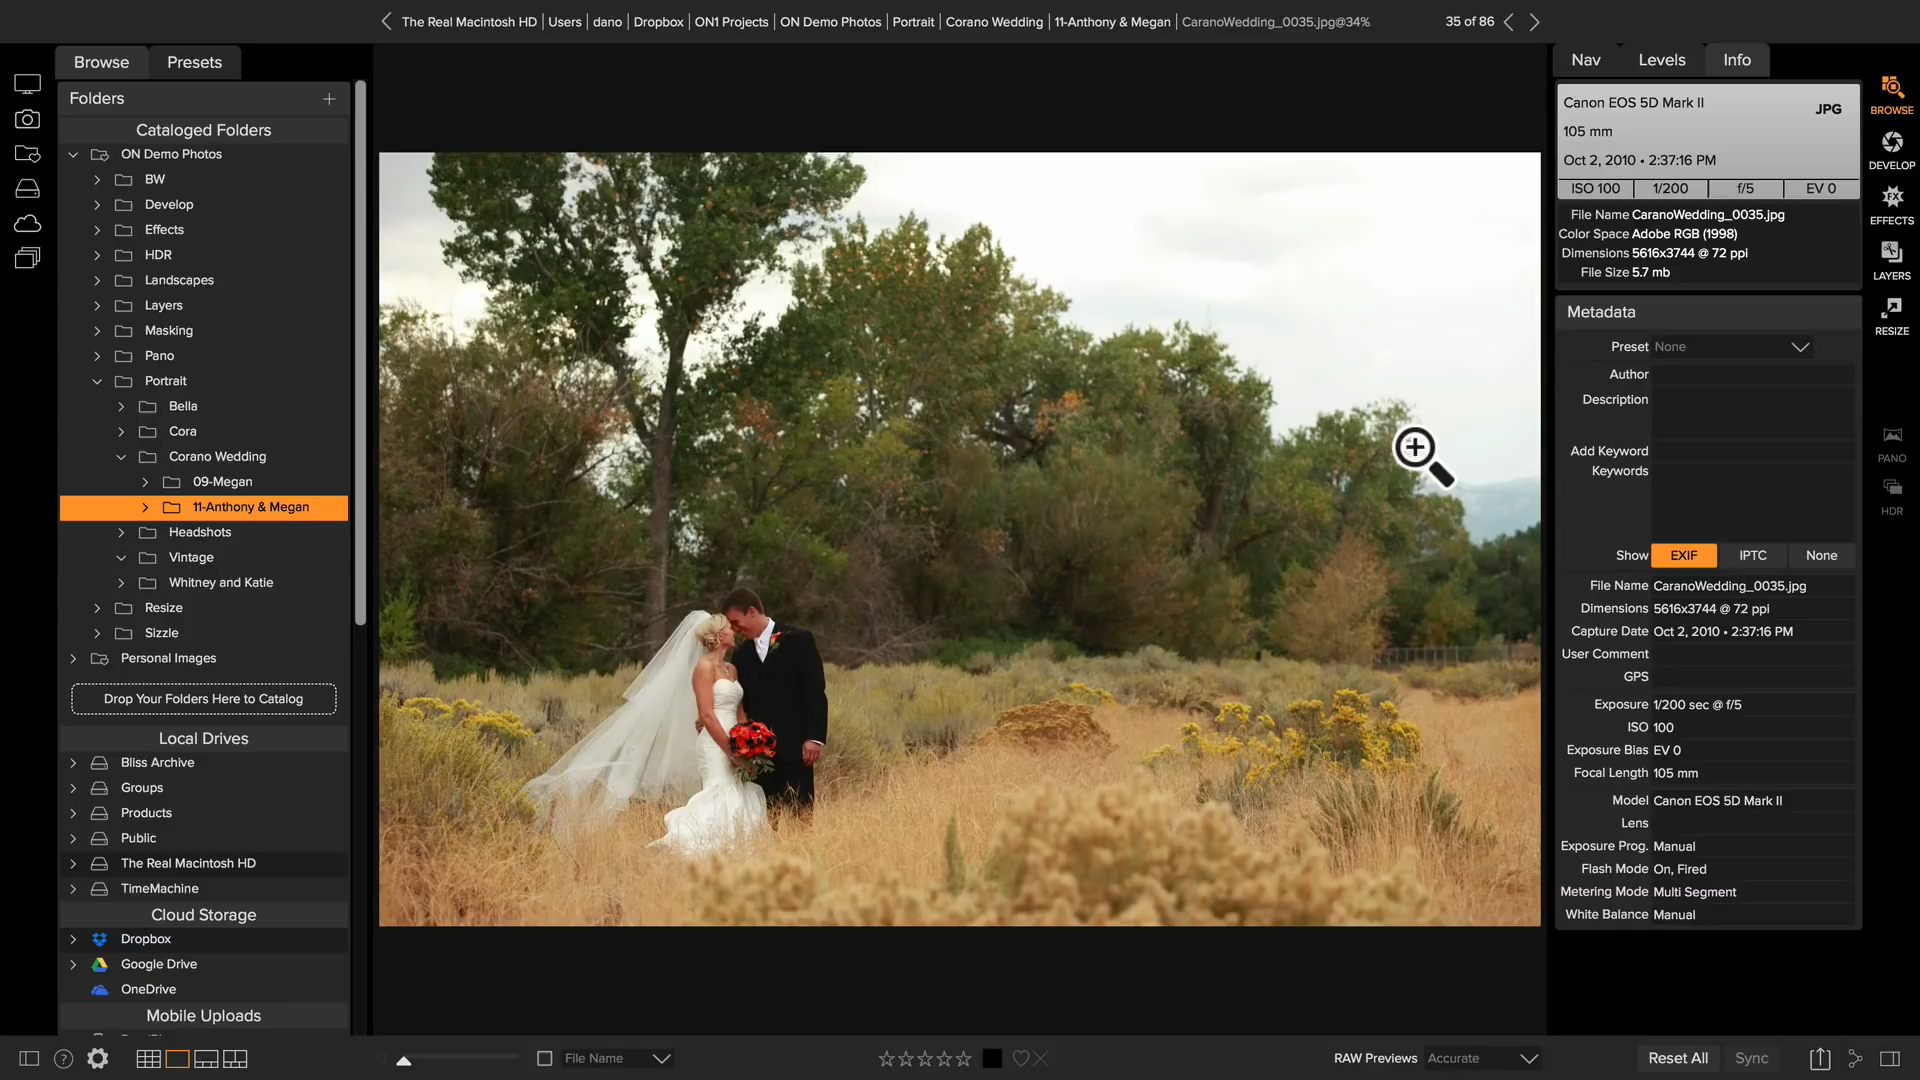 The Real Macintosh HD | Users | dano | Dropbox | ON1 Projects | ON Demo Photos | Portrait | Corano Wedding | 11-Anthony & Megan | CaranoWedding_0035.jpg@34%
35 of 86
Browse
Presets
Folders
Cataloged Folders
ON Demo Photos
BW
Develop
Effects
HDR
Landscapes
Layers
Masking
Pano
Portrait
Bella
Cora
Corano Wedding
09-Megan
11-Anthony & Megan
Headshots
Vintage
Whitney and Katie
Resize
Sizzle
Personal Images
Drop Your Folders Here to Catalog
Local Drives
Bliss Archive
Groups
Products
Public
The Real Macintosh HD
TimeMachine
Cloud Storage
Dropbox
Google Drive
OneDrive
Mobile Uploads
Nav
Levels
Info
Canon EOS 5D Mark II
JPG
105 mm
Oct 2, 2010 • 2:37:16 PM
ISO 100 | 1/200 | f/5 | EV 0
File Name CaranoWedding_0035.jpg
Color Space Adobe RGB (1998)
Dimensions 5616x3744 @ 72 ppi
File Size 5.7 mb
Metadata
Preset None
Author
Description
Add Keyword
Keywords
Show EXIF IPTC None
File Name CaranoWedding_0035.jpg
Dimensions 5616x3744 @ 72 ppi
Capture Date Oct 2, 2010 • 2:37:16 PM
User Comment
GPS
Exposure 1/200 sec @ f/5
ISO 100
Exposure Bias EV 0
Focal Length 105 mm
Model Canon EOS 5D Mark II
Lens
Exposure Prog. Manual
Flash Mode On, Fired
Metering Mode Multi Segment
White Balance Manual
BROWSE
DEVELOP
FX
EFFECTS
LAYERS
RESIZE
PANO
HDR
?
File Name
RAW Previews Accurate
Reset All
Sync